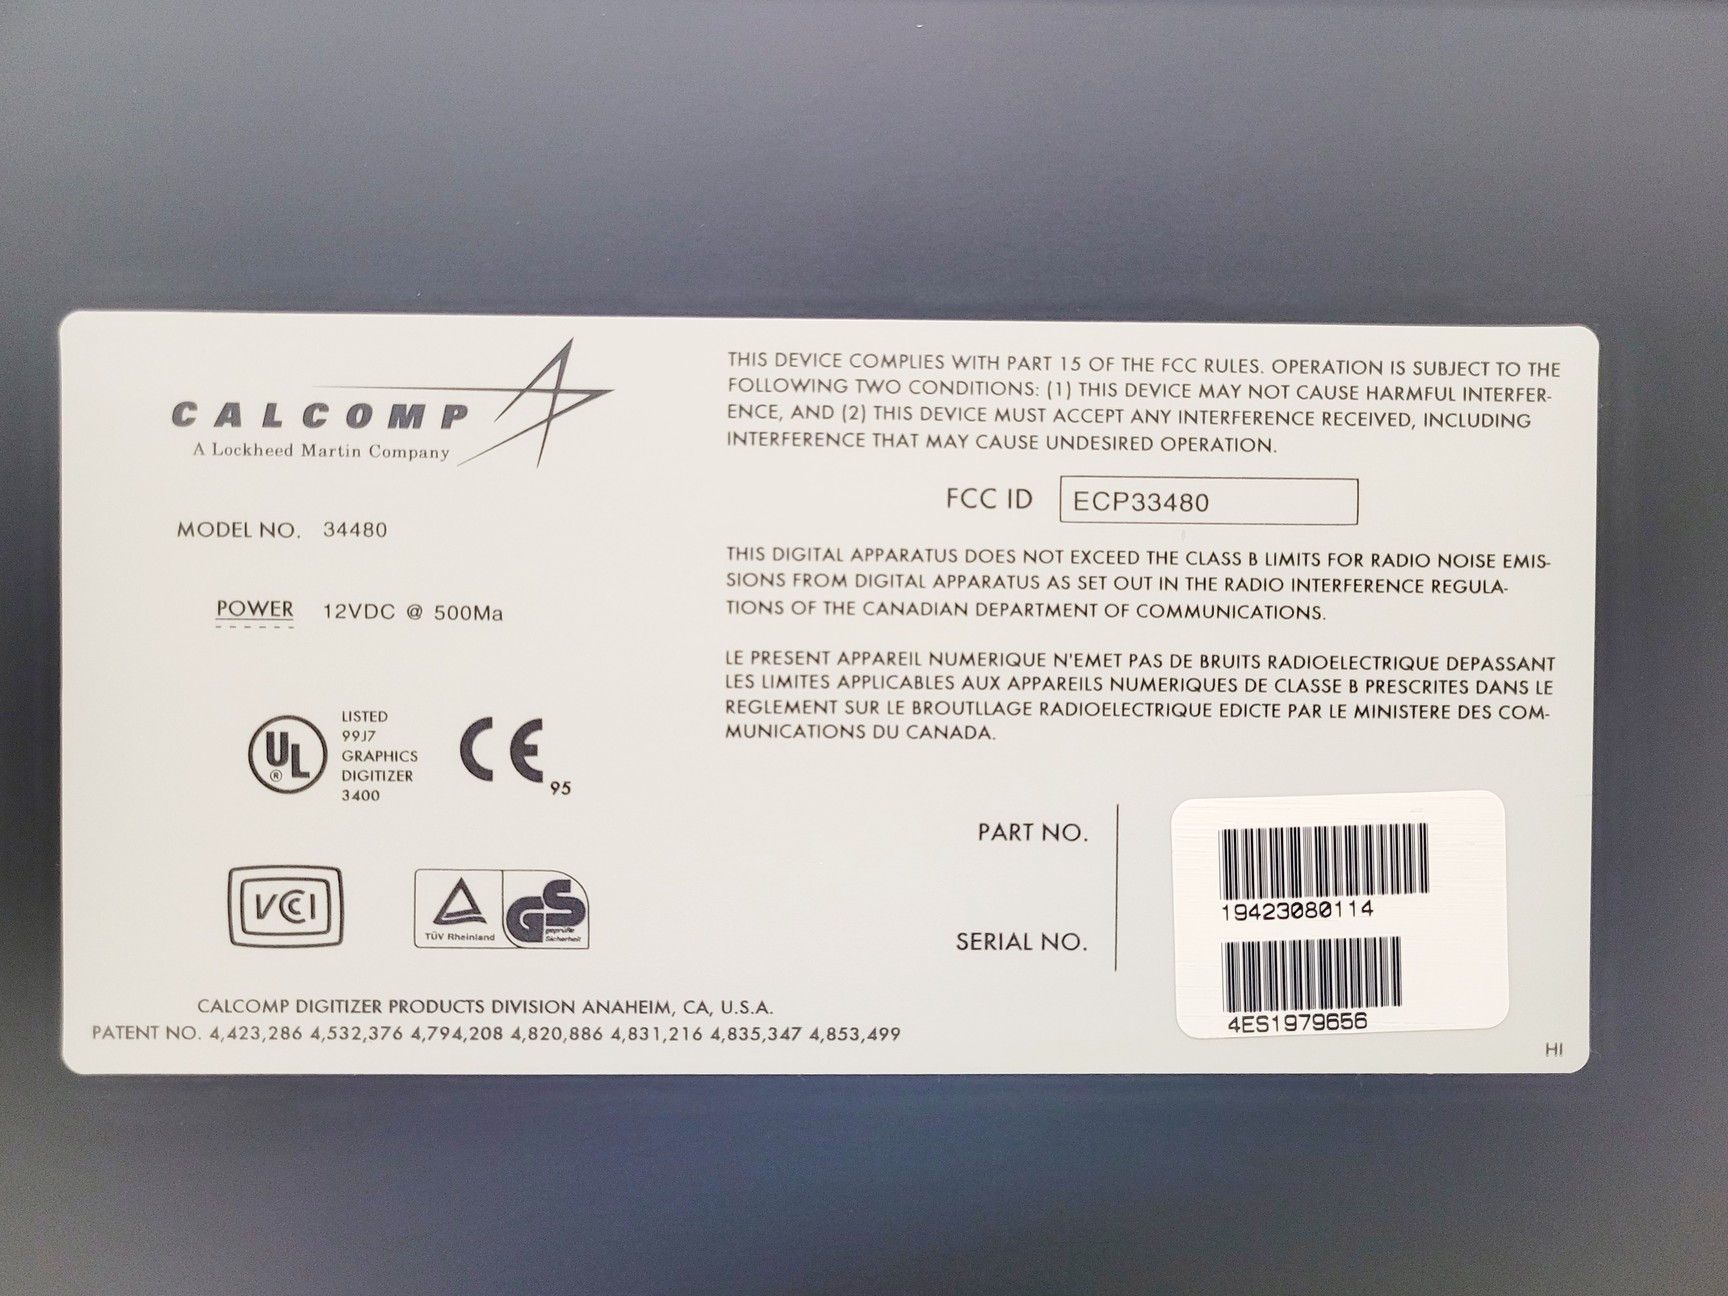 CALCOMP
A Lockheed Martin Company
MODEL NO. 34480
POWER 12VDC @ 500Ma
UL
®
LISTED
99J7
GRAPHICS
DIGITIZER
3400
CE
95
VCCI
TÜV Rheinland
GS
geprüfte
Sicherheit
CALCOMP DIGITIZER PRODUCTS DIVISION ANAHEIM, CA, U.S.A.
PATENT NO. 4,423,286 4,532,376 4,794,208 4,820,886 4,831,216 4,835,347 4,853,499
THIS DEVICE COMPLIES WITH PART 15 OF THE FCC RULES. OPERATION IS SUBJECT TO THE
FOLLOWING TWO CONDITIONS: (1) THIS DEVICE MAY NOT CAUSE HARMFUL INTERFER-
ENCE, AND (2) THIS DEVICE MUST ACCEPT ANY INTERFERENCE RECEIVED, INCLUDING
INTERFERENCE THAT MAY CAUSE UNDESIRED OPERATION.
FCC ID ECP33480
THIS DIGITAL APPARATUS DOES NOT EXCEED THE CLASS B LIMITS FOR RADIO NOISE EMIS-
SIONS FROM DIGITAL APPARATUS AS SET OUT IN THE RADIO INTERFERENCE REGULA-
TIONS OF THE CANADIAN DEPARTMENT OF COMMUNICATIONS.
LE PRESENT APPAREIL NUMERIQUE N'EMET PAS DE BRUITS RADIOELECTRIQUE DEPASSANT
LES LIMITES APPLICABLES AUX APPAREILS NUMERIQUES DE CLASSE B PRESCRITES DANS LE
REGLEMENT SUR LE BROUTLLAGE RADIOELECTRIQUE EDICTE PAR LE MINISTERE DES COM-
MUNICATIONS DU CANADA.
PART NO.
19423080114
SERIAL NO.
4ES1979656
HI